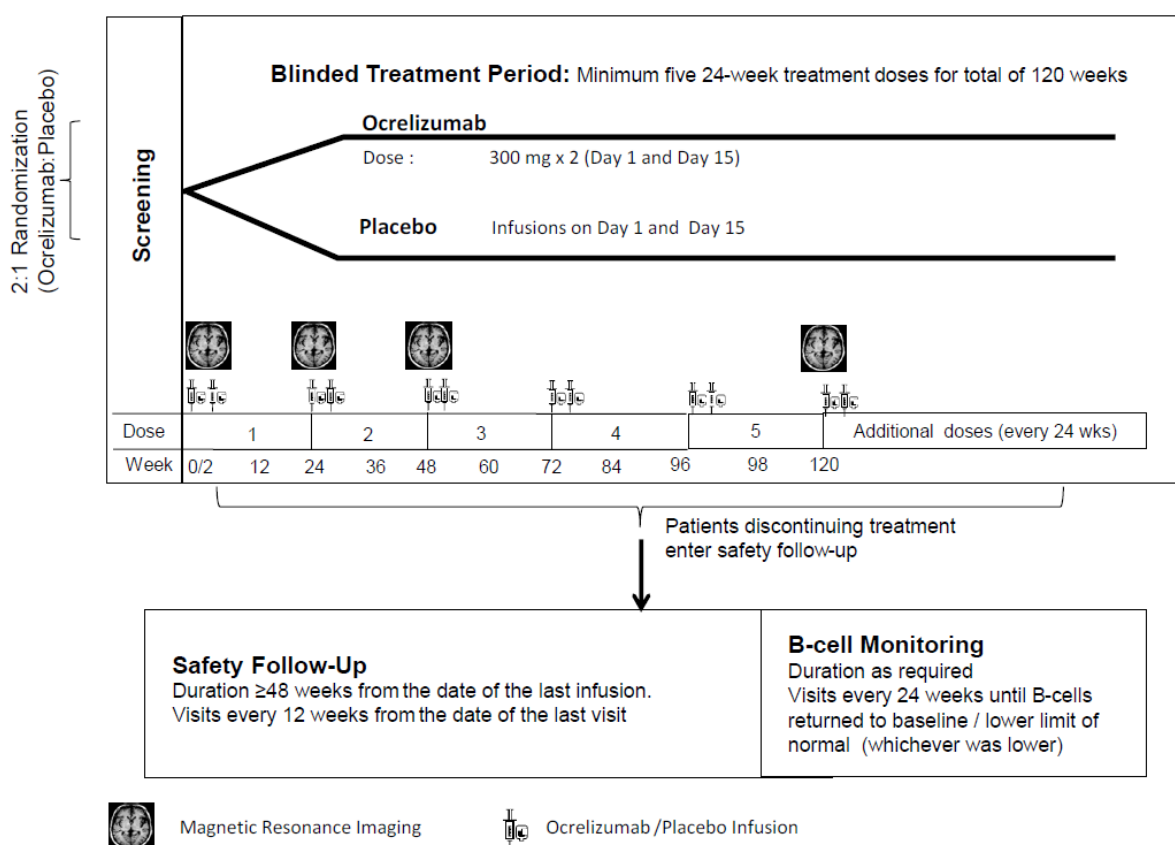 2:1 Randomization
(Ocrelizumab:Placebo)
Screening
Blinded Treatment Period: Minimum five 24-week treatment doses for total of 120 weeks
Ocrelizumab
Dose : 300 mg x 2 (Day 1 and Day 15)
Placebo Infusions on Day 1 and Day 15
Dose 1 2 3 4 5 Additional doses (every 24 wks)
Week 0/2 12 24 36 48 60 72 84 96 98 120
Patients discontinuing treatment
enter safety follow-up
Safety Follow-Up
Duration ≥48 weeks from the date of the last infusion.
Visits every 12 weeks from the date of the last visit
B-cell Monitoring
Duration as required
Visits every 24 weeks until B-cells
returned to baseline / lower limit of
normal (whichever was lower)
Magnetic Resonance Imaging
Ocrelizumab/Placebo Infusion